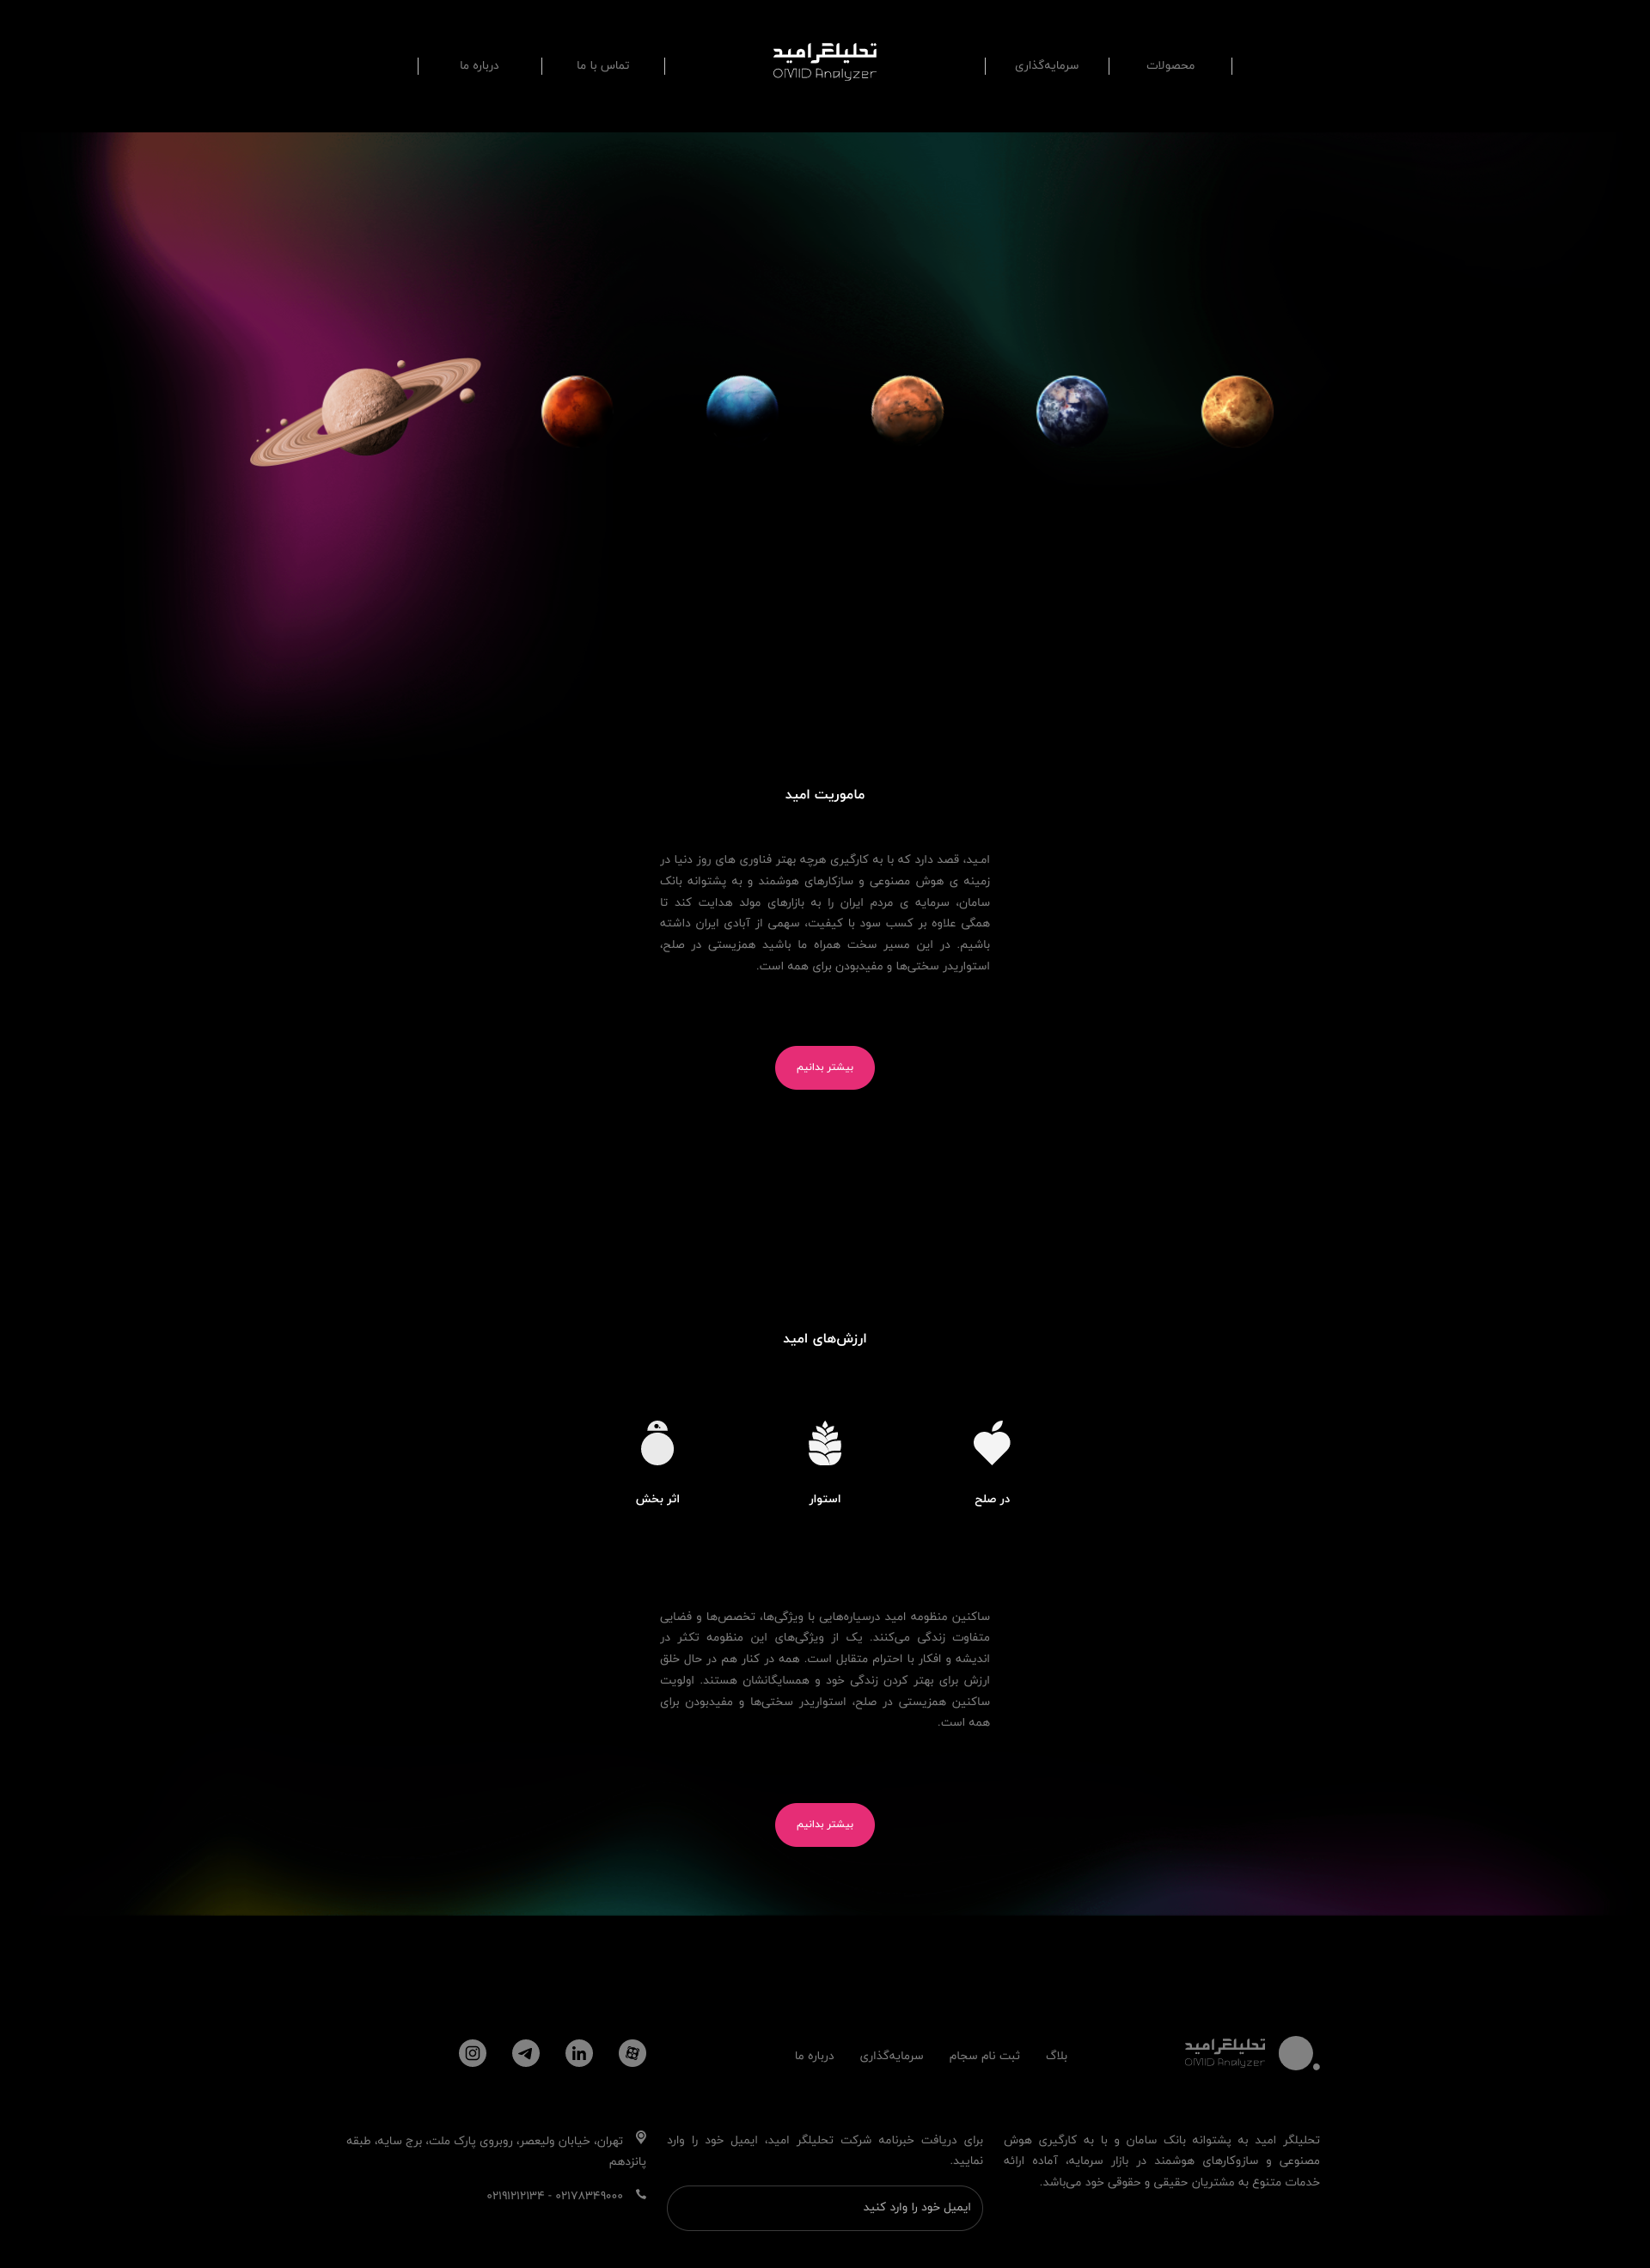 محصولات
سرمایه‌گذاری
تحلیلگر امید
OMID Analyzer
تماس با ما
درباره ما
ماموریت امید
امـید، قصد دارد که با به کارگیری هرچه بهتر فناوری های روز دنیا در
زمینه ی هوش مصنوعی و سازکارهای هوشمند و به پشتوانه بانک
سامان، سرمایه ی مردم ایران را به بازارهای مولد هدایت کند تا
همگی علاوه بر کسب سود با کیفیت، سهمی از آبادی ایران داشته
باشیم. در این مسیر سخت همراه ما باشید همزیستی در صلح،
استواریدر سختی‌ها و مفیدبودن برای همه است.
بیشتر بدانیم
ارزش‌های امید
در صلح
استوار
اثر بخش
ساکنین منظومه امید درسیاره‌هایی با ویژگی‌ها، تخصص‌ها و فضایی
متفاوت زندگی می‌کنند. یک از ویژگی‌های این منظومه تکثر در
اندیشه و افکار با احترام متقابل است. همه در کنار هم در حال خلق
ارزش برای بهتر کردن زندگی خود و همسایگانشان هستند. اولویت
ساکنین همزیستی در صلح، استواریدر سختی‌ها و مفیدبودن برای
همه است.
بیشتر بدانیم
تحلیلگر امید
OMID Analyzer
بلاگ
ثبت نام سجام
سرمایه‌گذاری
درباره ما
تحلیلگر امید به پشتوانه بانک سامان و با به کارگیری هوش
مصنوعی و سازوکارهای هوشمند در بازار سرمایه، آماده ارائه
خدمات متنوع به مشتریان حقیقی و حقوقی خود می‌باشد.
برای دریافت خبرنامه شرکت تحلیلگر امید، ایمیل خود را وارد
نمایید.
ایمیل خود را وارد کنید
تهران، خیابان ولیعصر، روبروی پارک ملت، برج سایه، طبقه
پانزدهم
۰۲۱۷۸۳۴۹۰۰۰ - ۰۲۱۹۱۲۱۲۱۳۴